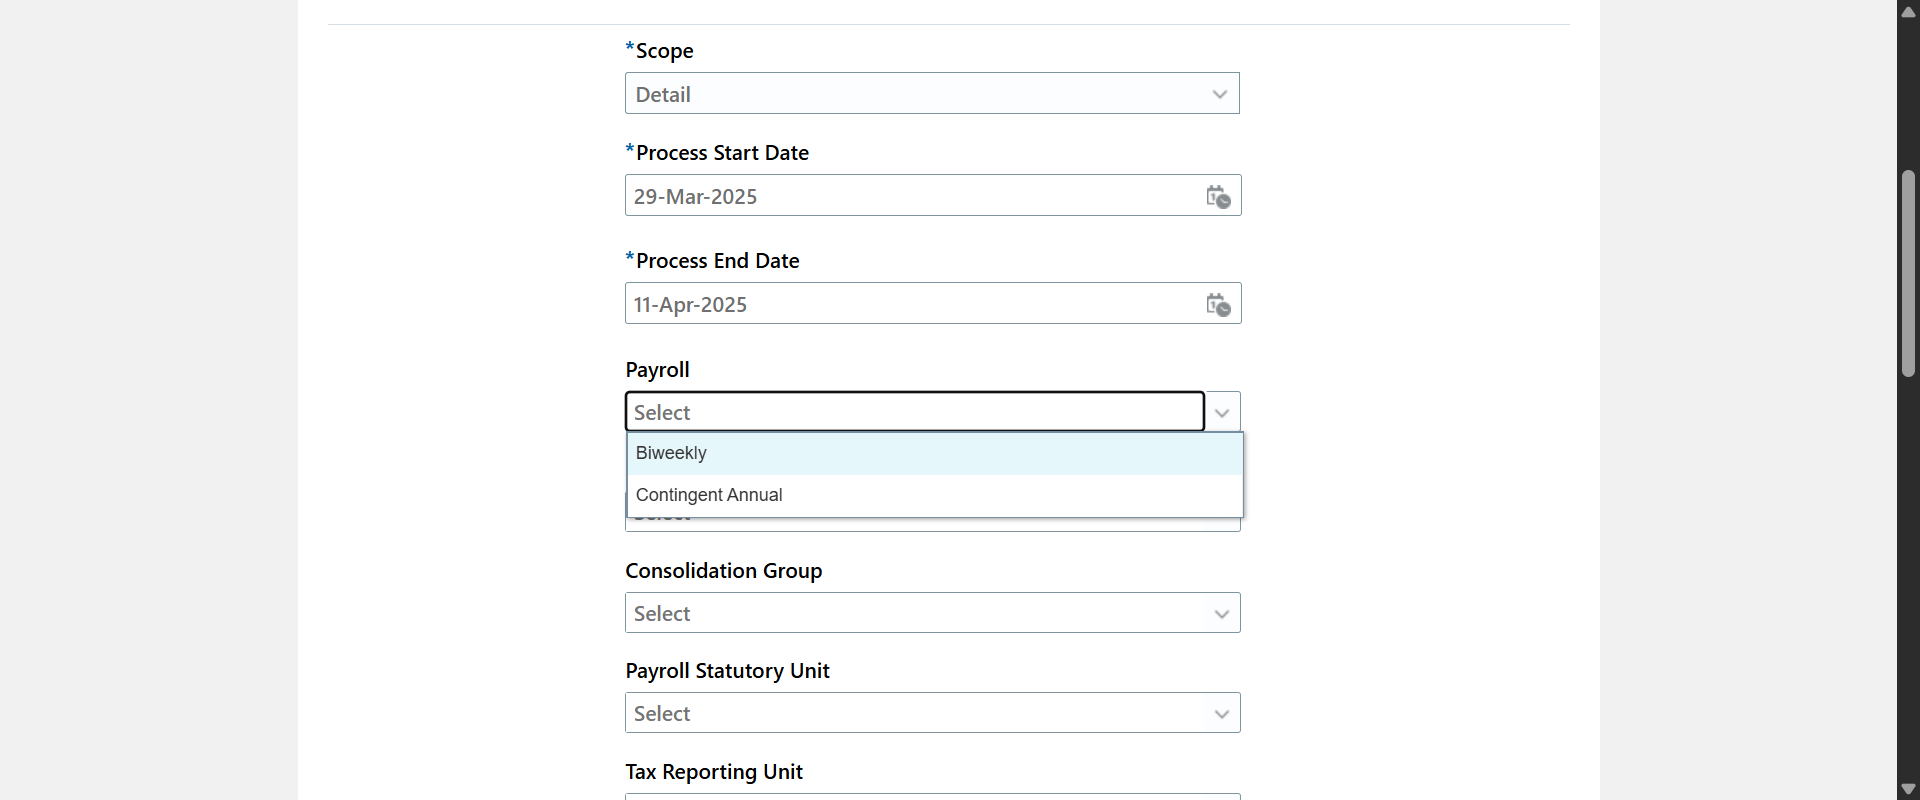 *Scope
Detail
*Process Start Date
29-Mar-2025
*Process End Date
11-Apr-2025
Payroll
Select
Biweekly
Contingent Annual
Consolidation Group
Select
Payroll Statutory Unit
Select
Tax Reporting Unit